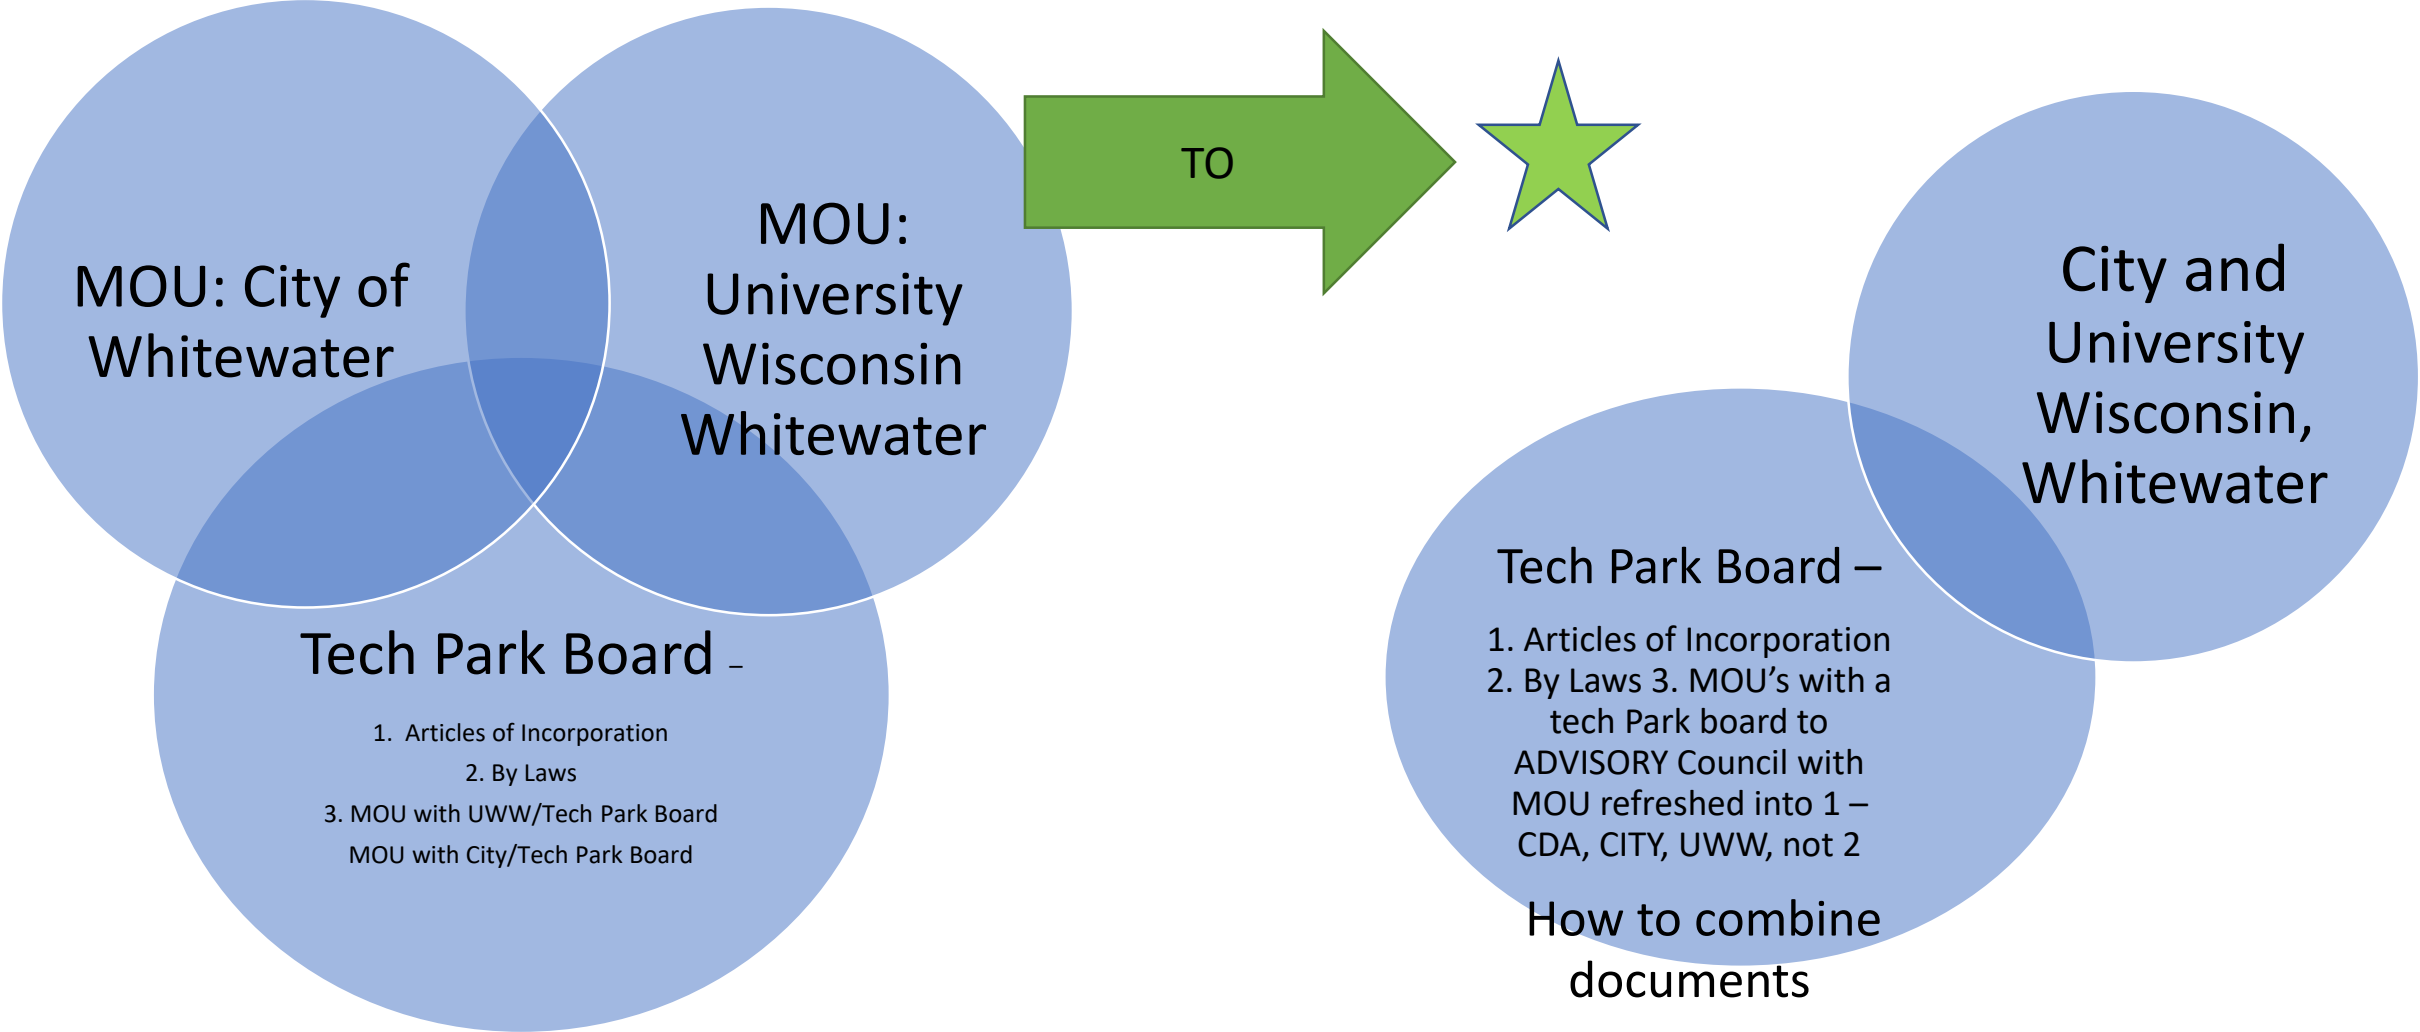 MOU: City of
Whitewater
MOU:
University
Wisconsin
Whitewater
Tech Park Board –
1. Articles of Incorporation
2. By Laws
3. MOU with UWW/Tech Park Board
MOU with City/Tech Park Board
TO
City and
University
Wisconsin,
Whitewater
Tech Park Board –
1. Articles of Incorporation
2. By Laws 3. MOU’s with a
tech Park board to
ADVISORY Council with
MOU refreshed into 1 –
CDA, CITY, UWW, not 2
How to combine
documents